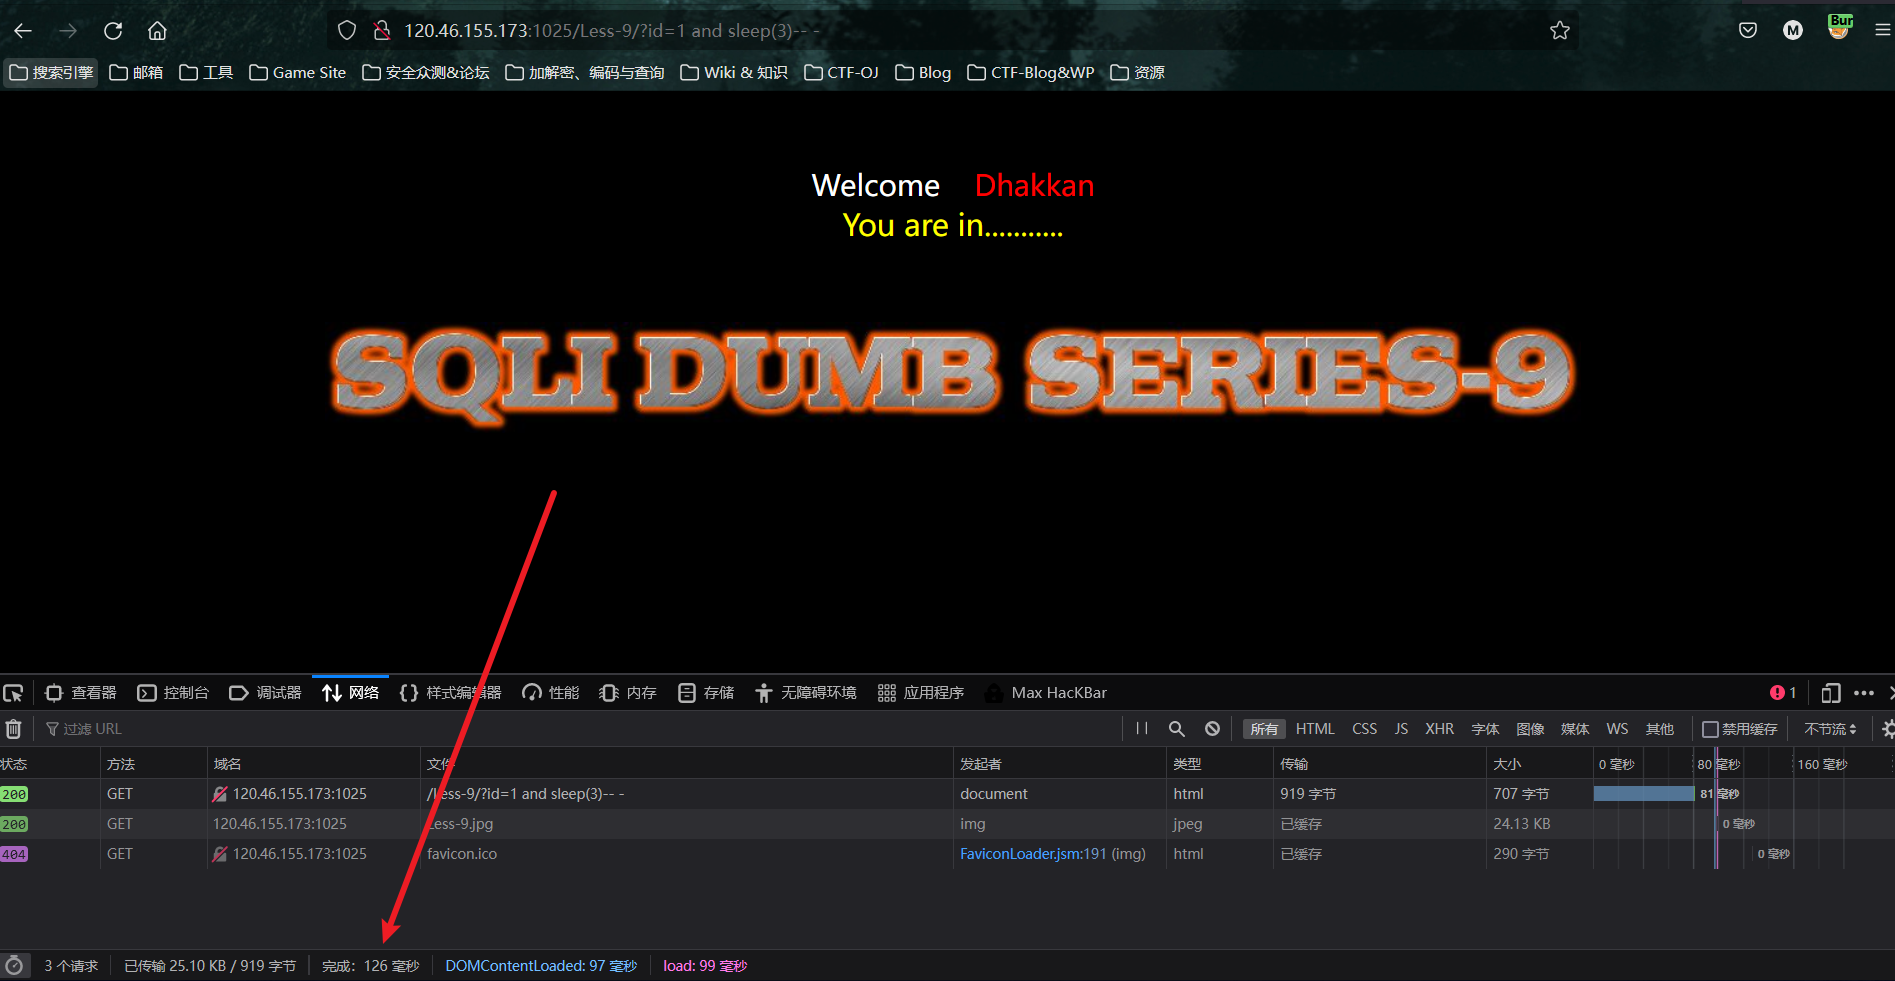 120.46.155.173:1025/Less-9/?id=1 and sleep(3)-- -
Bur
M
搜索引擎 邮箱 工具 Game Site 安全众测&论坛 加解密、编码与查询 Wiki & 知识 CTF-OJ Blog CTF-Blog&WP 资源
Welcome Dhakkan
You are in...........
SQLI DUMB SERIES-9
查看器 控制台 调试器 网络 样式编辑器 性能 内存 存储 无障碍环境 应用程序 Max HacKBar 1
过滤 URL 所有 HTML CSS JS XHR 字体 图像 媒体 WS 其他 禁用缓存 不节流
状态 方法 域名 文件 发起者 类型 传输 大小 0 毫秒 80 毫秒 160 毫秒
200 GET 120.46.155.173:1025 /Less-9/?id=1 and sleep(3)-- - document html 919 字节 707 字节 81 毫秒
200 GET 120.46.155.173:1025 Less-9.jpg img jpeg 已缓存 24.13 KB 0 毫秒
404 GET 120.46.155.173:1025 favicon.ico FaviconLoader.jsm:191 (img) html 已缓存 290 字节 0 毫秒
3 个请求 已传输 25.10 KB / 919 字节 完成：126 毫秒 DOMContentLoaded: 97 毫秒 load: 99 毫秒